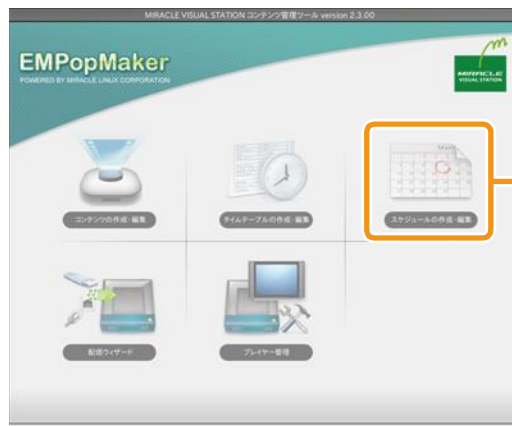 MIRACLE VISUAL STATION コンテンツ管理ツール version 2.3.00
EMPopMaker
POWERED BY MIRACLE LINUX CORPORATION
m
MIRACLE
VISUAL STATION
コンテンツの作成・編集
タイムテーブルの作成・編集
スケジュールの作成・編集
配信ウィザード
プレイヤー管理